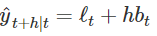 ŷ_{t+h|t} = ℓ_t + hb_t